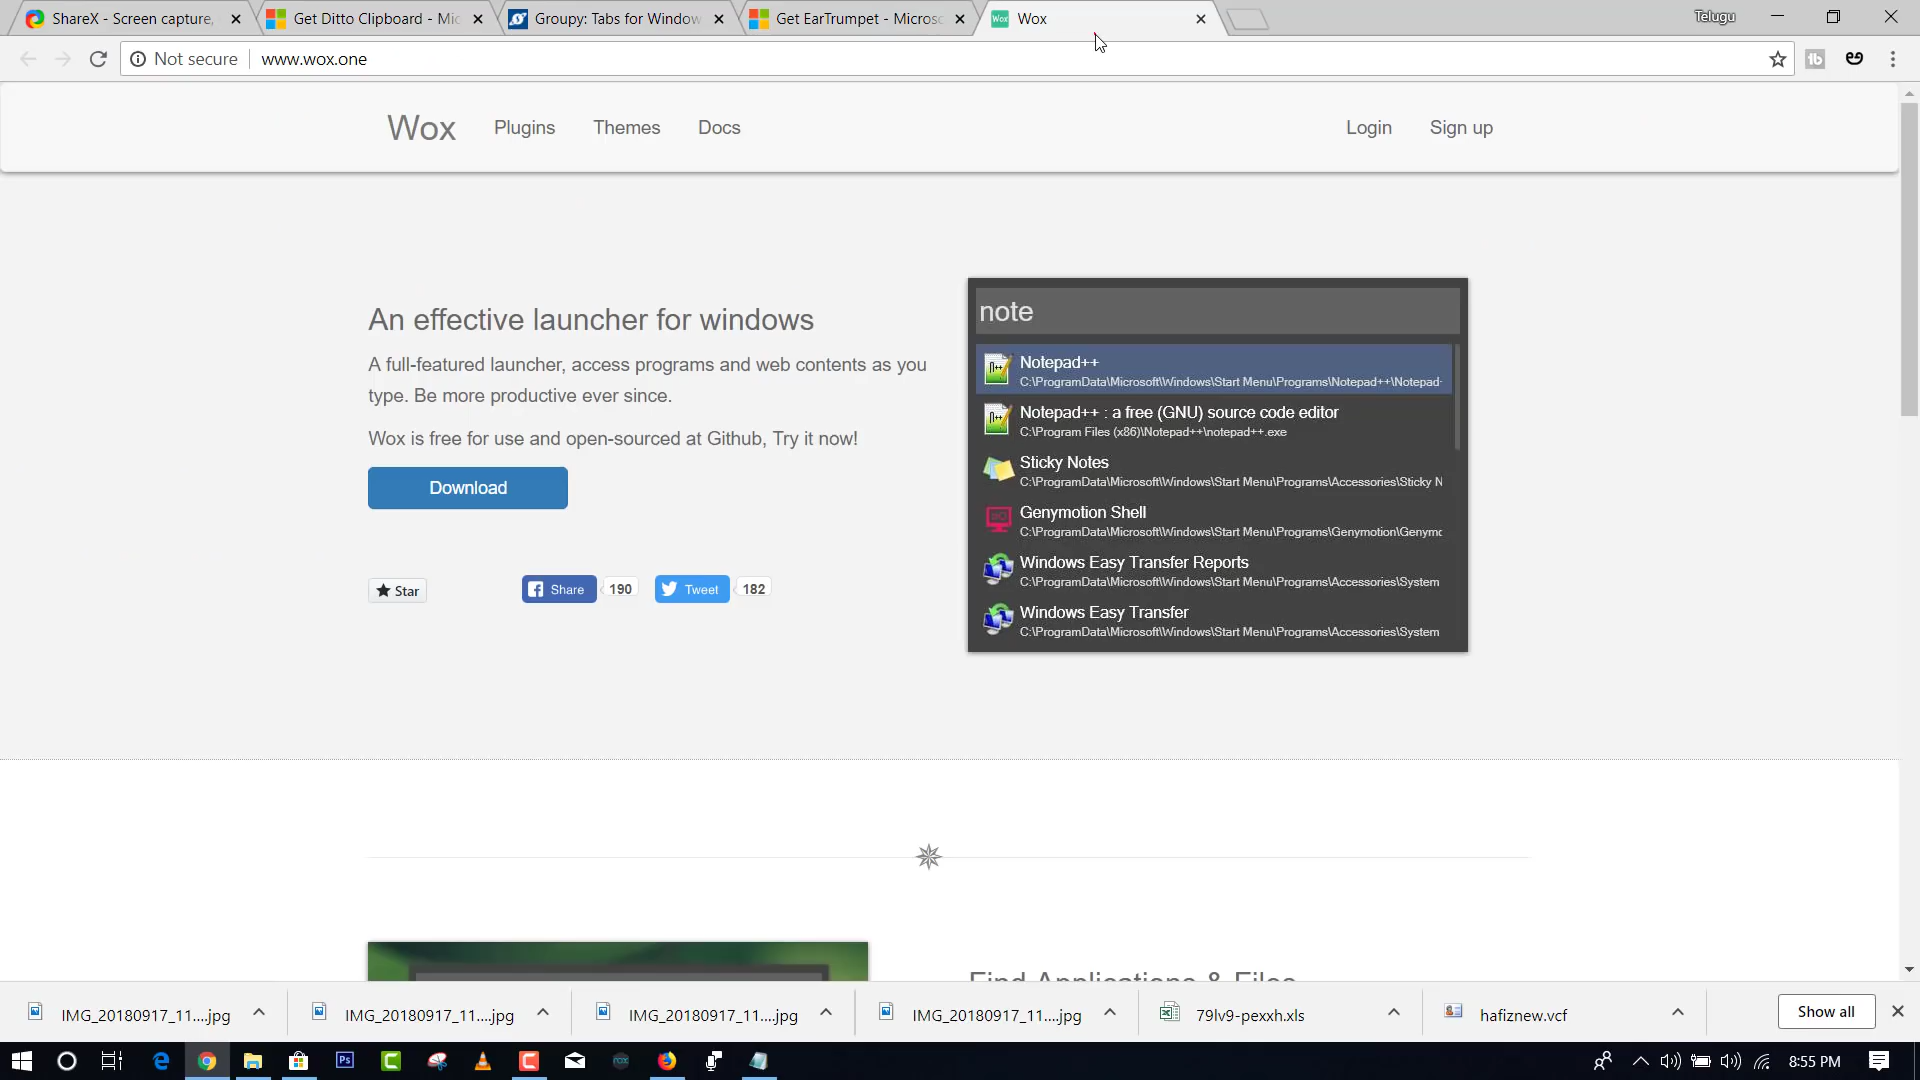 ShareX - Screen capture,
Get Ditto Clipboard - Mic
Groupy: Tabs for Window
Get EarTrumpet - Microso
Wox
Telugu
Not secure
www.wox.one
Wox
Plugins
Themes
Docs
Login
Sign up
An effective launcher for windows
A full-featured launcher, access programs and web contents as you
type. Be more productive ever since.
Wox is free for use and open-sourced at Github, Try it now!
Download
Star
Share
190
Tweet
182
note
Notepad++
C:\ProgramData\Microsoft\Windows\Start Menu\Programs\Notepad++\Notepad-
Notepad++ : a free (GNU) source code editor
C:\Program Files (x86)\Notepad++\notepad++.exe
Sticky Notes
C:\ProgramData\Microsoft\Windows\Start Menu\Programs\Accessories\Sticky N
Genymotion Shell
C:\ProgramData\Microsoft\Windows\Start Menu\Programs\Genymotion\Genymo
Windows Easy Transfer Reports
C:\ProgramData\Microsoft\Windows\Start Menu\Programs\Accessories\System
Windows Easy Transfer
C:\ProgramData\Microsoft\Windows\Start Menu\Programs\Accessories\System
Find Applications & Files
IMG_20180917_11....jpg
IMG_20180917_11....jpg
IMG_20180917_11....jpg
IMG_20180917_11....jpg
79lv9-pexxh.xls
hafiznew.vcf
Show all
8:55 PM